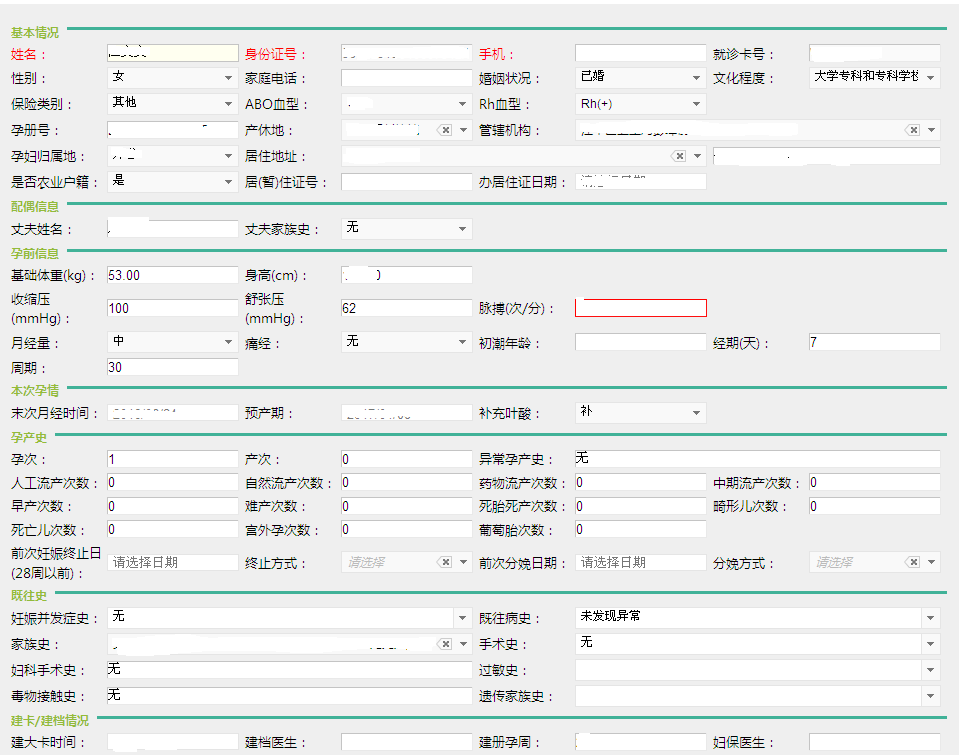 基本情况
姓名： 身份证号： 手机： 就诊卡号：
性别： 女 家庭电话： 婚姻状况： 已婚 文化程度： 大学专科和专科学校
保险类别： 其他 ABO血型： Rh血型： Rh(+)
孕册号： 产休地： 管辖机构：
孕妇归属地： 居住地址：
是否农业户籍： 是 居(暂)住证号： 办居住证日期：
配偶信息
丈夫姓名： 丈夫家族史： 无
孕前信息
基础体重(kg)： 53.00 身高(cm)：
收缩压(mmHg)： 100 舒张压(mmHg)： 62 脉搏(次/分)：
月经量： 中 痛经： 无 初潮年龄： 经期(天)： 7
周期： 30
本次孕情
末次月经时间： 预产期： 补充叶酸： 补
孕产史
孕次： 1 产次： 0 异常孕产史： 无
人工流产次数： 0 自然流产次数： 0 药物流产次数： 0 中期流产次数： 0
早产次数： 0 难产次数： 0 死胎死产次数： 0 畸形儿次数： 0
死亡儿次数： 0 宫外孕次数： 0 葡萄胎次数： 0
前次妊娠终止日(28周以前)： 请选择日期 终止方式： 请选择 前次分娩日期： 请选择日期 分娩方式： 请选择
既往史
妊娠并发症史： 无 既往病史： 未发现异常
家族史： 手术史： 无
妇科手术史： 无 过敏史：
毒物接触史： 无 遗传家族史：
建卡/建档情况
建大卡时间： 建档医生： 建册孕周： 妇保医生：